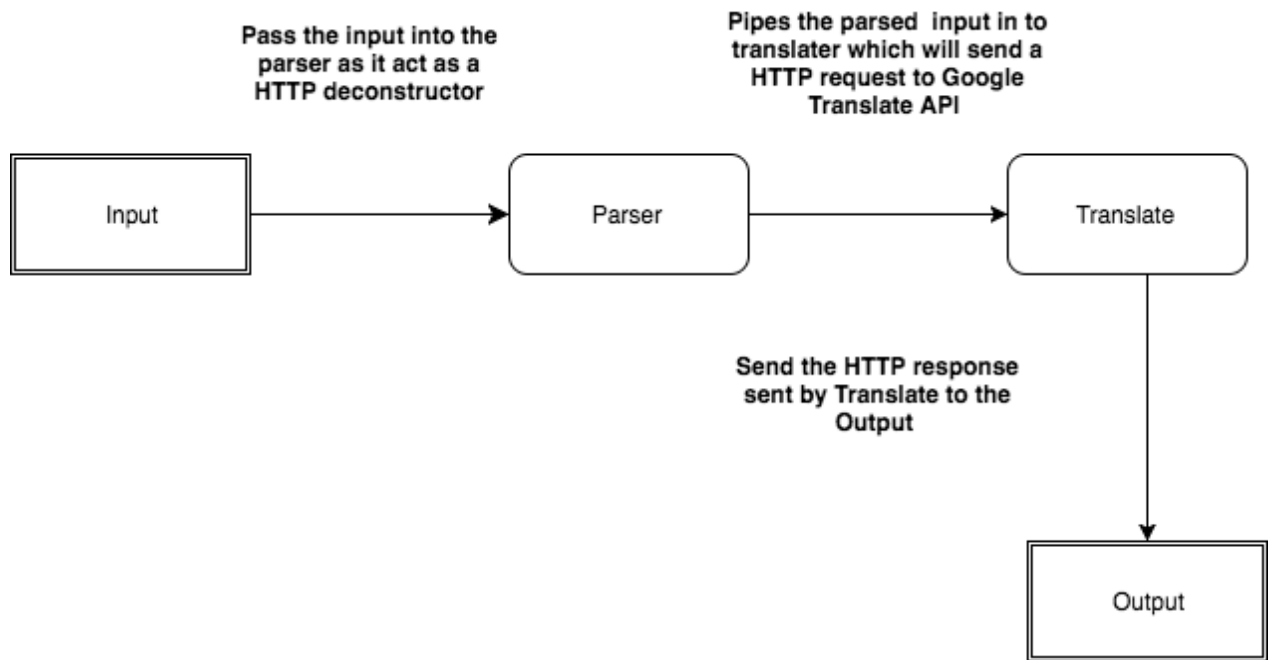 Pass the input into the
parser as it act as a
HTTP deconstructor
Pipes the parsed  input in to
translater which will send a
HTTP request to Google
Translate API
Input
Parser
Translate
Send the HTTP response
sent by Translate to the
Output
Output